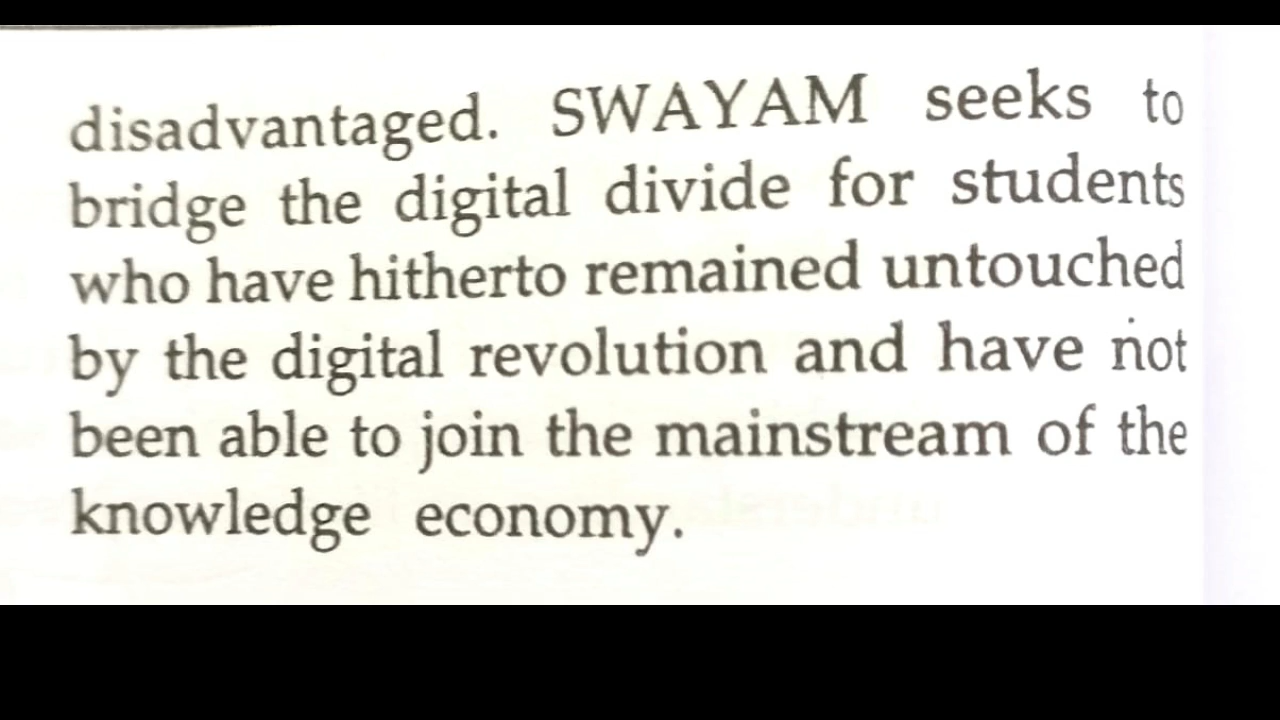 disadvantaged. SWAYAM seeks to
bridge the digital divide for students
who have hitherto remained untouched
by the digital revolution and have not
been able to join the mainstream of the
knowledge economy.